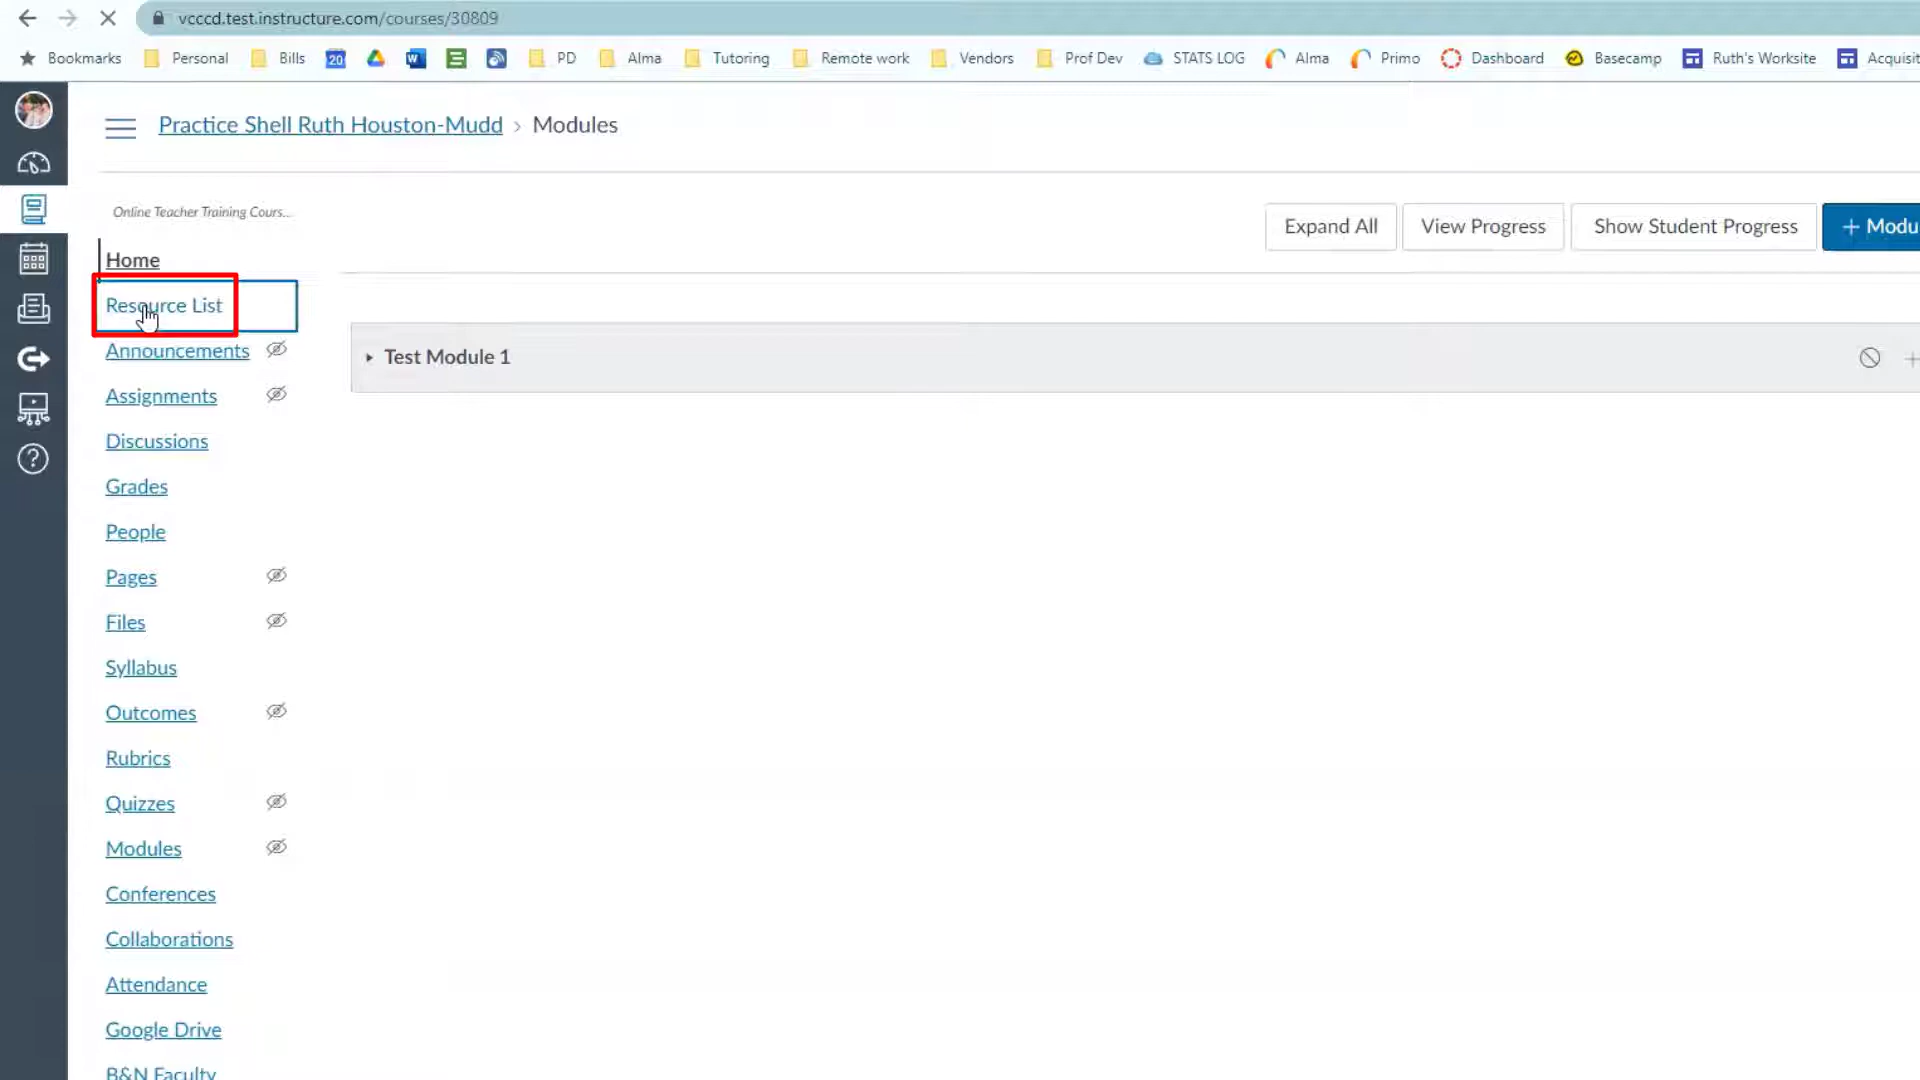 vcccd.test.instructure.com/courses/30809
Bookmarks Personal Bills 20 W PD Alma Tutoring Remote work Vendors Prof Dev STATS LOG Alma Primo Dashboard Basecamp Ruth's Worksite Acquisit
Practice Shell Ruth Houston-Mudd > Modules
Online Teacher Training Cours...
Expand All View Progress Show Student Progress + Modu
Home
Resource List
Announcements
Test Module 1
Assignments
Discussions
Grades
People
Pages
Files
Syllabus
Outcomes
Rubrics
Quizzes
Modules
Conferences
Collaborations
Attendance
Google Drive
B&N Faculty